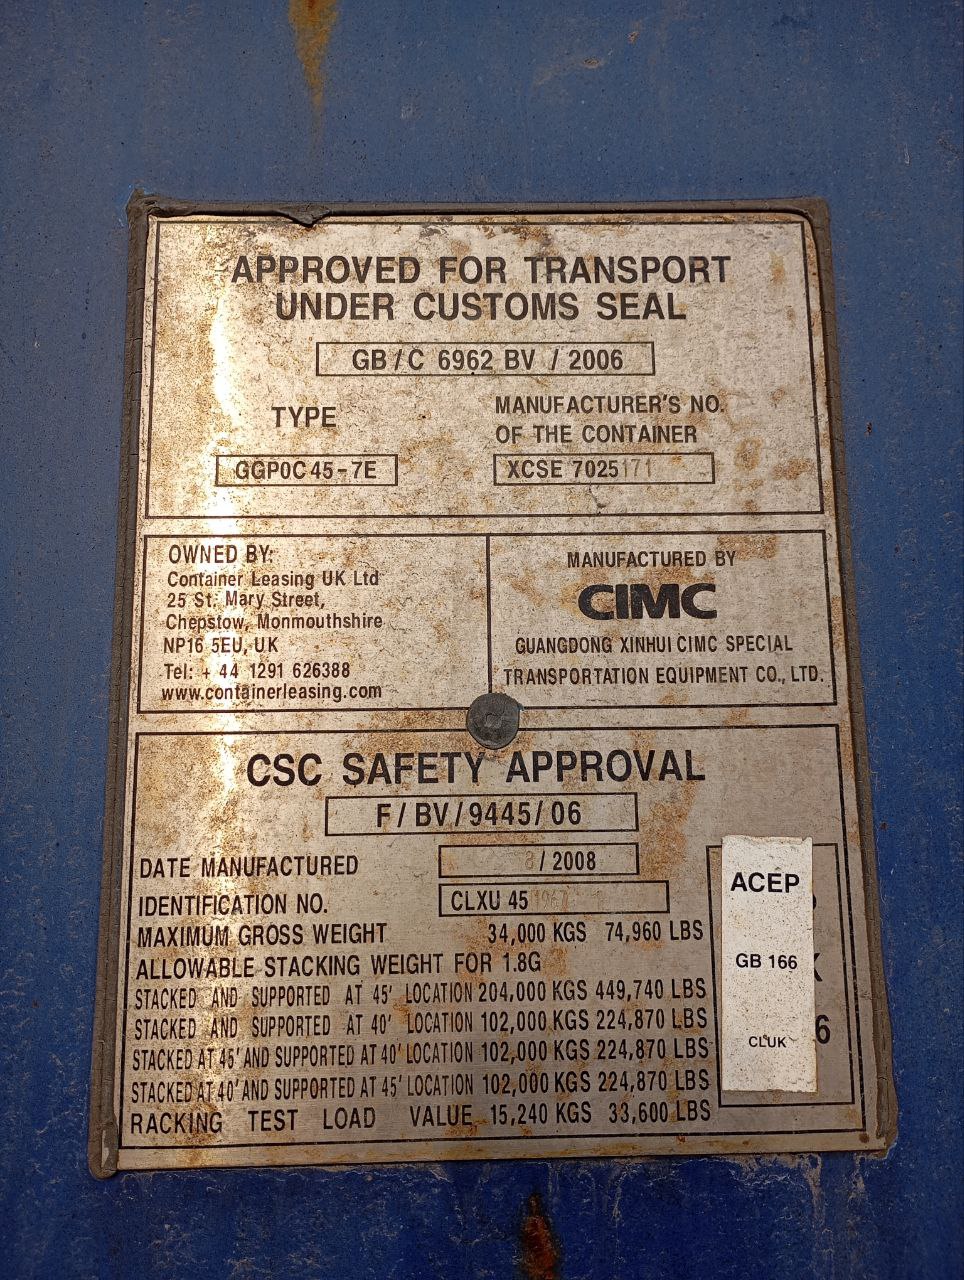 APPROVED FOR TRANSPORT
UNDER CUSTOMS SEAL
GB/C 6962 BV / 2006
TYPE
MANUFACTURER'S NO.
OF THE CONTAINER
GGP0C45-7E
XCSE 7025171
OWNED BY:
Container Leasing UK Ltd
25 St. Mary Street,
Chepstow, Monmouthshire
NP16 5EU, UK
Tel: + 44 1291 626388
www.containerleasing.com
MANUFACTURED BY
CIMC
GUANGDONG XINHUI CIMC SPECIAL
TRANSPORTATION EQUIPMENT CO., LTD.
CSC SAFETY APPROVAL
F/BV/9445/06
DATE MANUFACTURED 8/2008
IDENTIFICATION NO. CLXU 45
MAXIMUM GROSS WEIGHT 34,000 KGS 74,960 LBS
ALLOWABLE STACKING WEIGHT FOR 1.8G
STACKED AND SUPPORTED AT 45' LOCATION 204,000 KGS 449,740 LBS
STACKED AND SUPPORTED AT 40' LOCATION 102,000 KGS 224,870 LBS
STACKED AT 45' AND SUPPORTED AT 40' LOCATION 102,000 KGS 224,870 LBS
STACKED AT 40' AND SUPPORTED AT 45' LOCATION 102,000 KGS 224,870 LBS
RACKING TEST LOAD VALUE 15,240 KGS 33,600 LBS
ACEP
GB 166
CLUK